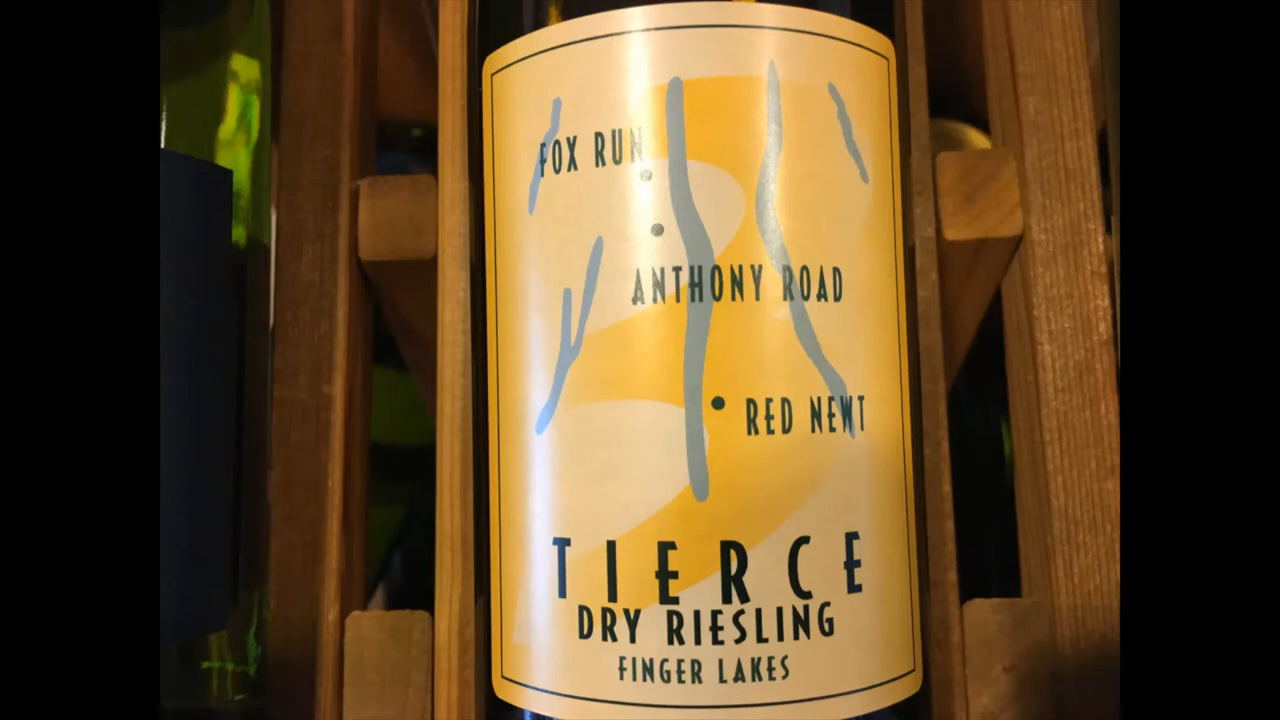 FOX RUN
ANTHONY ROAD
RED NEWT
TIERCE
DRY RIESLING
FINGER LAKES